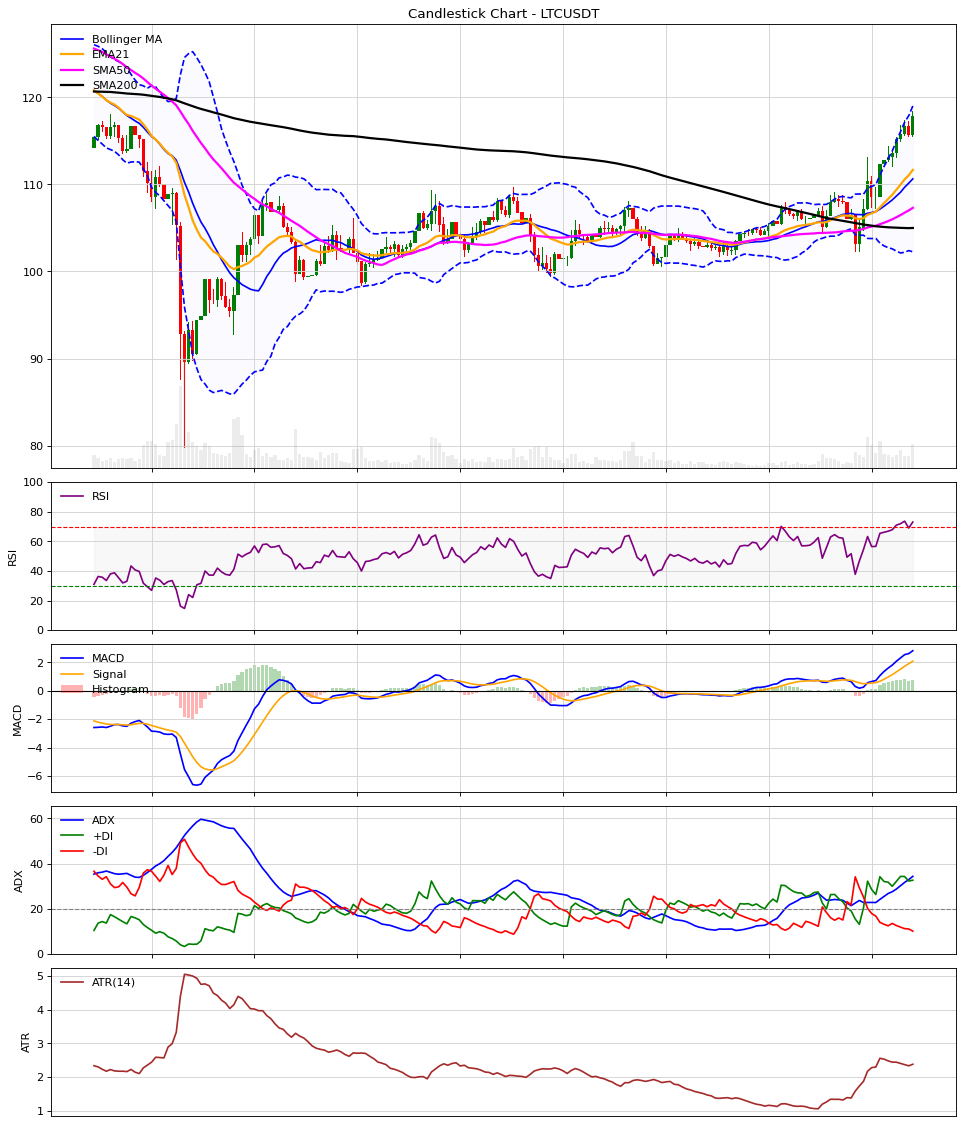 Candlestick Chart - LTCUSDT
Bollinger MA
EMA21
SMA50
SMA200
120
110
100
90
80
RSI
100
80
60
40
20
0
RSI
MACD
Signal
Histogram
2
0
−2
−4
−6
MACD
ADX
+DI
-DI
60
40
20
0
ADX
ATR(14)
5
4
3
2
1
ATR